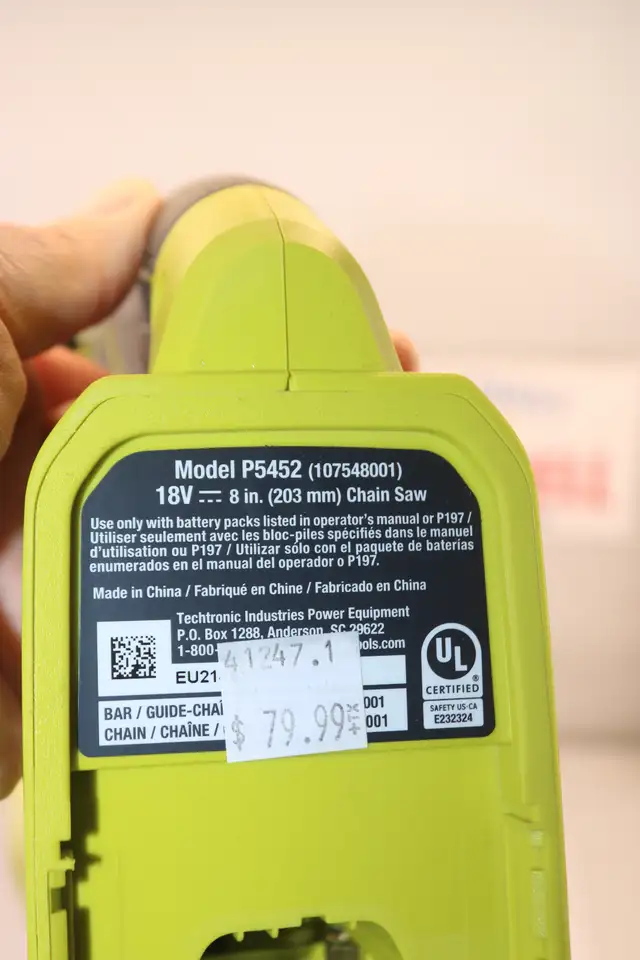 Model P5452 (107548001)
18V ⎓ 8 in. (203 mm) Chain Saw
Use only with battery packs listed in operator's manual or P197 /
Utiliser seulement avec les bloc-piles spécifiés dans le manuel
d'utilisation ou P197 / Utilizar sólo con el paquete de baterías
enumerados en el manual del operador o P197.
Made in China / Fabriqué en Chine / Fabricado en China
Techtronic Industries Power Equipment
P.O. Box 1288, Anderson, SC 29622
1-800- ols.com
EU21
41247.1
$ 79.99
BAR / GUIDE-CHAÎ 001
CHAIN / CHAÎNE / 001
UL
®
CERTIFIED
SAFETY US-CA
E232324